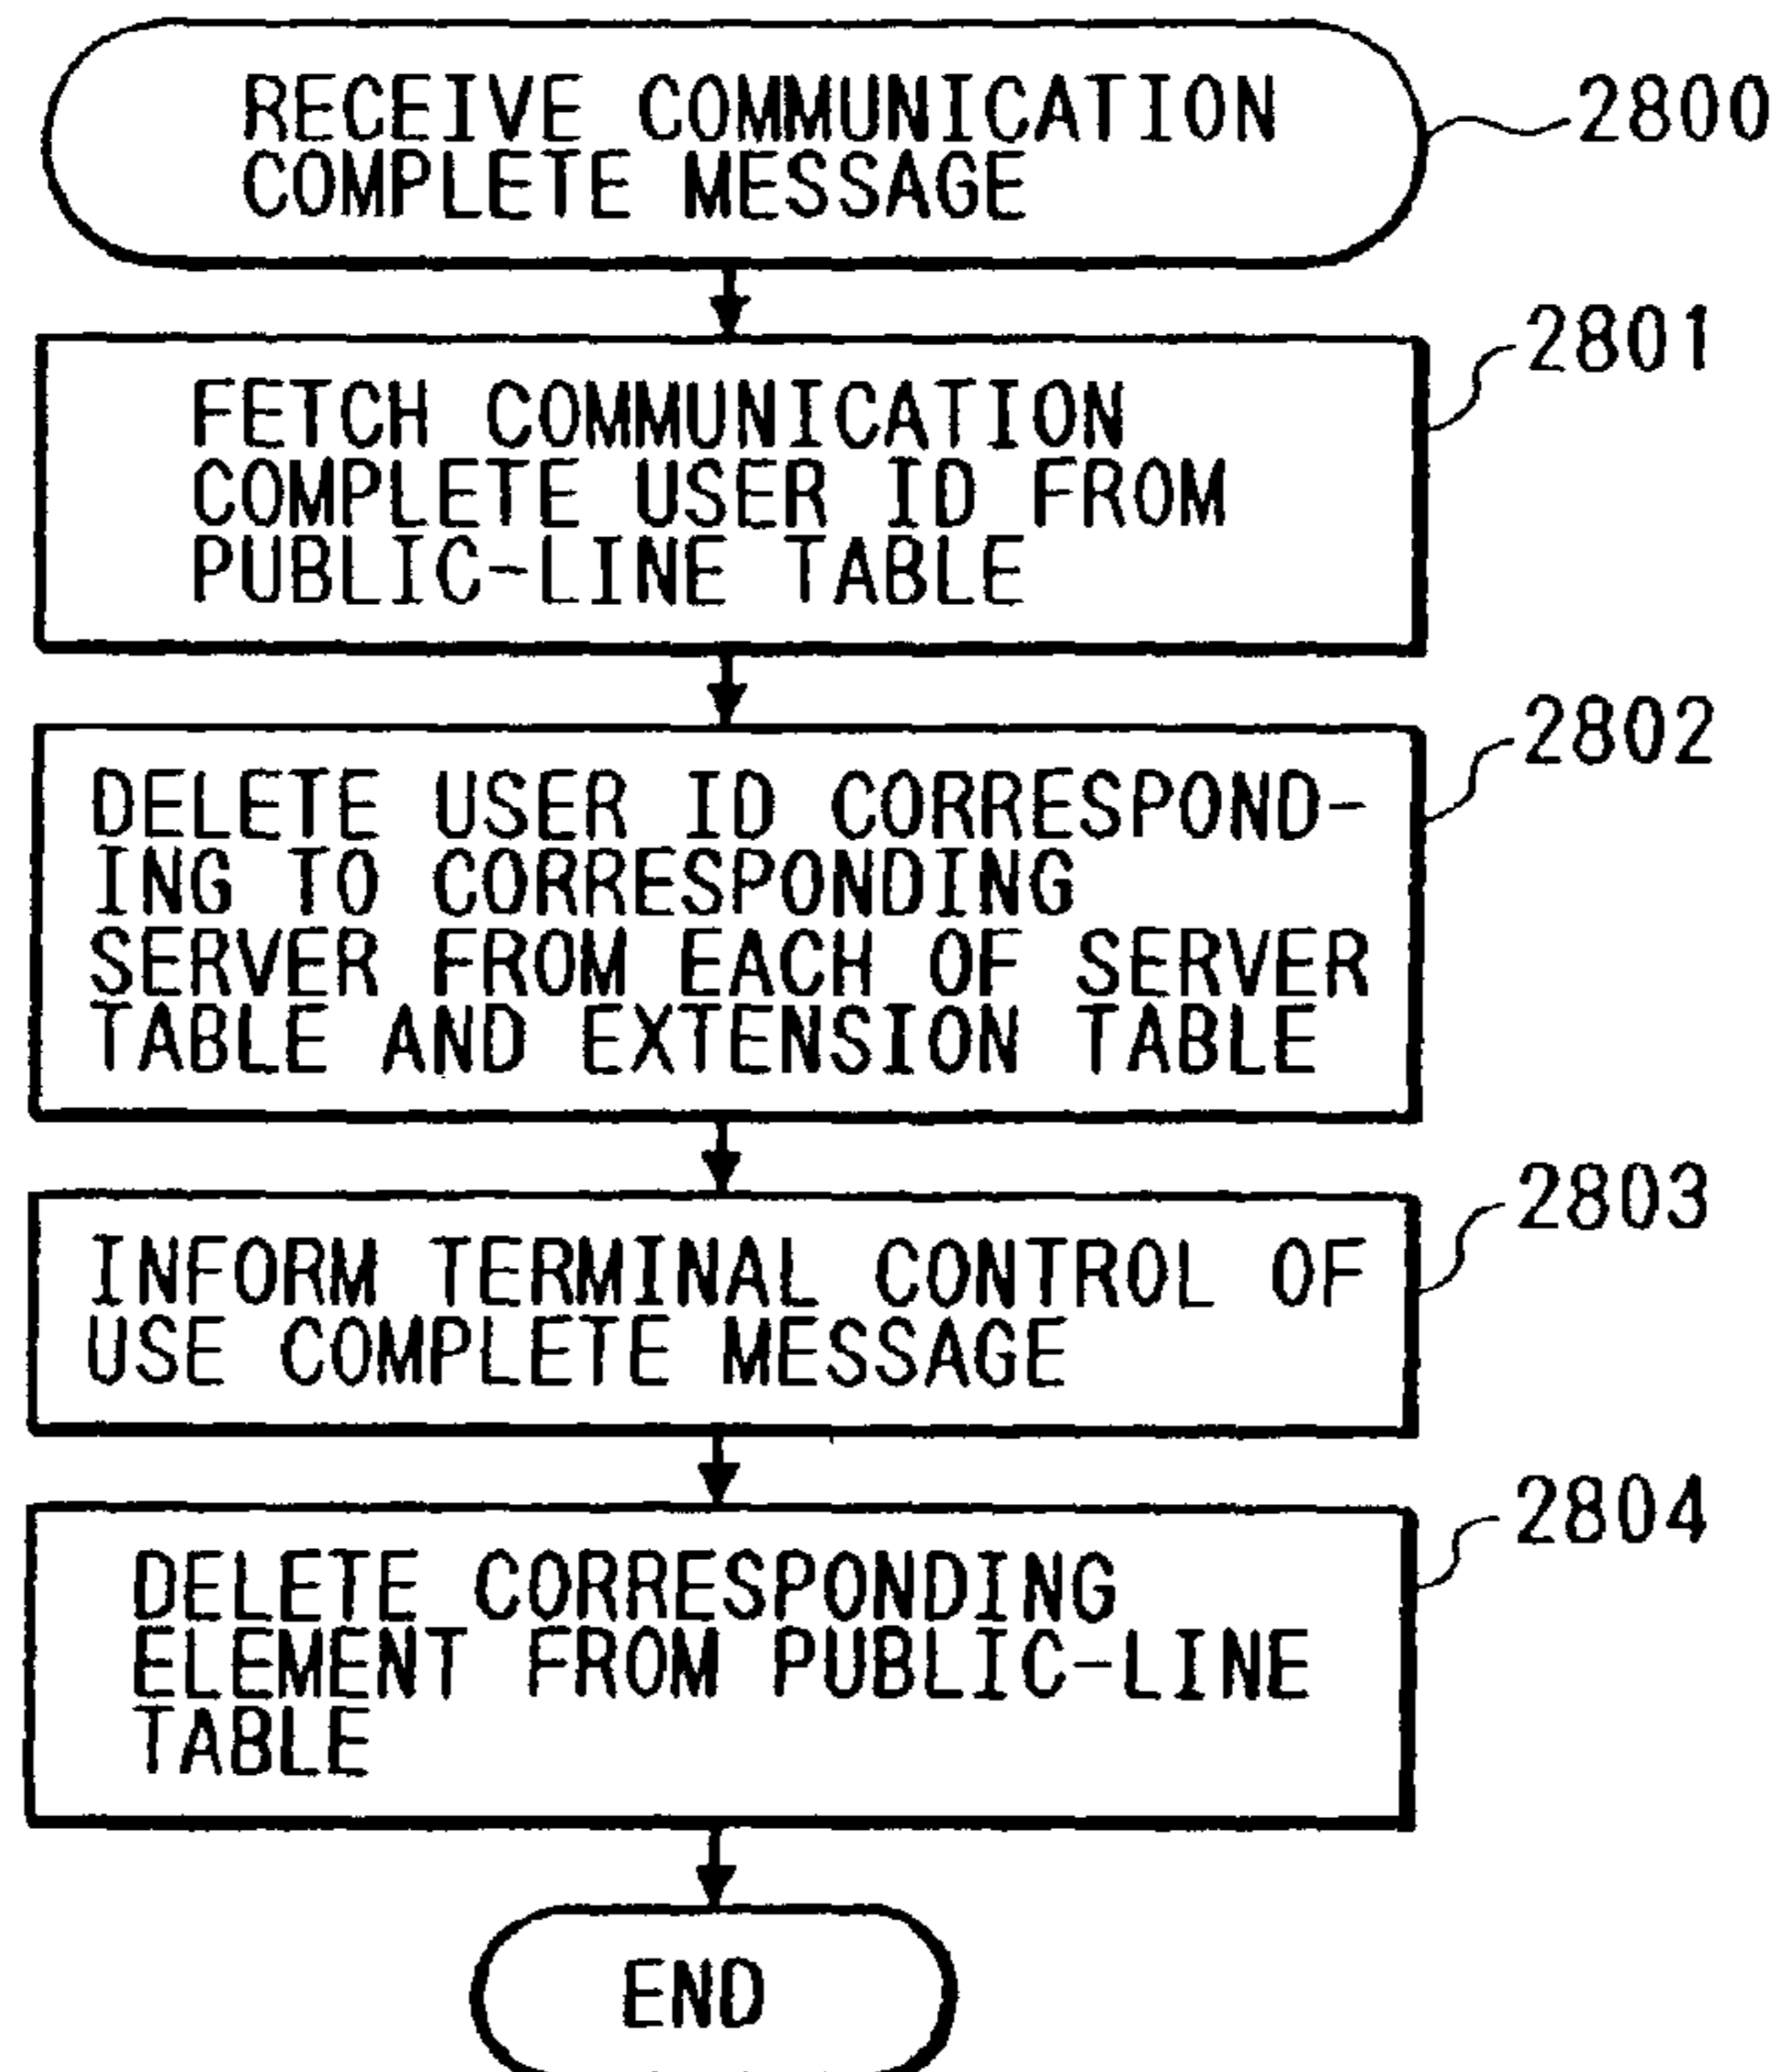 RECEIVE COMMUNICATION
COMPLETE MESSAGE
2800
2801
FETCH COMMUNICATION
COMPLETE USER ID FROM
PUBLIC-LINE TABLE
2802
DELETE USER ID CORRESPOND-
ING TO CORRESPONDING
SERVER FROM EACH OF SERVER
TABLE AND EXTENSION TABLE
2803
INFORM TERMINAL CONTROL OF
USE COMPLETE MESSAGE
2804
DELETE CORRESPONDING
ELEMENT FROM PUBLIC-LINE
TABLE
END